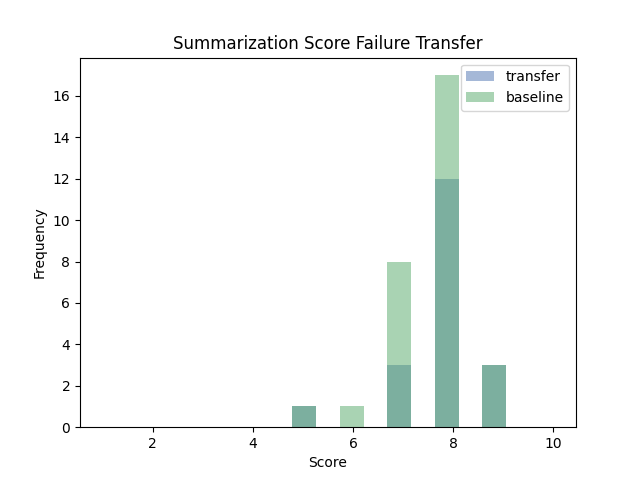 Summarization Score Failure Transfer
transfer
baseline
Frequency
16
14
12
10
8
6
4
2
0
2 4 6 8 10
Score